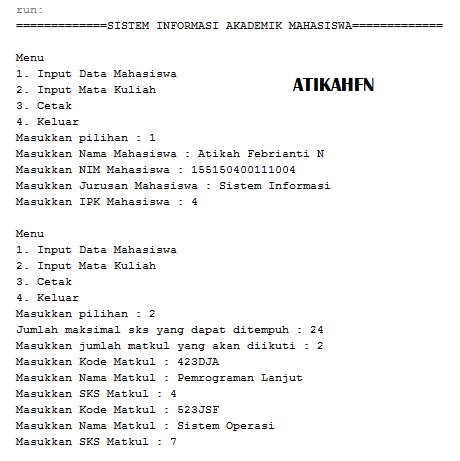 run:
=============SISTEM INFORMASI AKADEMIK MAHASISWA=============
Menu
1. Input Data Mahasiswa
ATIKAHFN
2. Input Mata Kuliah
3. Cetak
4. Keluar
Masukkan pilihan : 1
Masukkan Nama Mahasiswa : Atikah Febrianti N
Masukkan NIM Mahasiswa : 155150400111004
Masukkan Jurusan Mahasiswa : Sistem Informasi
Masukkan IPK Mahasiswa : 4
Menu
1. Input Data Mahasiswa
2. Input Mata Kuliah
3. Cetak
4. Keluar
Masukkan pilihan : 2
Jumlah maksimal sks yang dapat ditempuh : 24
Masukkan jumlah matkul yang akan diikuti : 2
Masukkan Kode Matkul : 423DJA
Masukkan Nama Matkul : Pemrograman Lanjut
Masukkan SKS Matkul : 4
Masukkan Kode Matkul : 523JSF
Masukkan Nama Matkul : Sistem Operasi
Masukkan SKS Matkul : 7